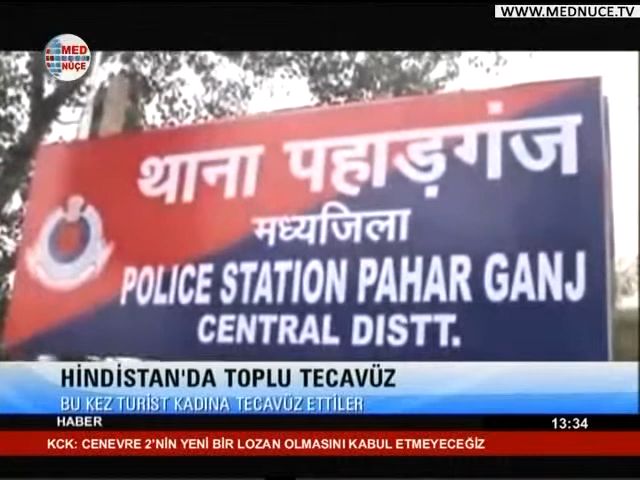 WWW.MEDNUCE.TV
MED
NÛÇE
थाना पहाड़गंज
मध्यजिला
POLICE STATION PAHAR GANJ
CENTRAL DISTT.
HİNDİSTAN'DA TOPLU TECAVÜZ
BU KEZ TURİST KADINA TECAVÜZ ETTİLER
HABER 13:34
KCK: CENEVRE 2'NİN YENİ BİR LOZAN OLMASINI KABUL ETMEYECEĞİZ